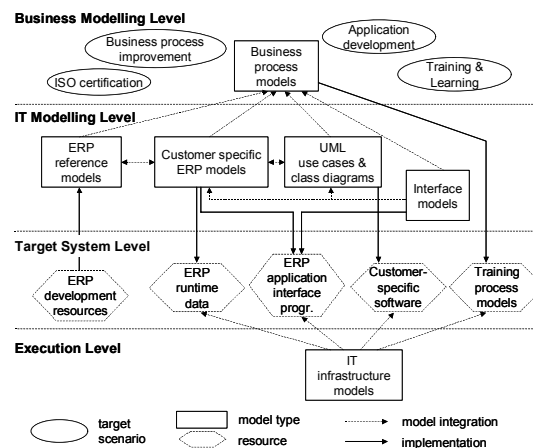 Business Modelling Level
Business process
improvement
Application
development
Business
process
models
ISO certification
Training &
Learning
IT Modelling Level
ERP
reference
models
Customer specific
ERP models
UML
use cases &
class diagrams
Interface
models
Target System Level
ERP
development
resources
ERP
runtime
data
ERP
application
interface
progr.
Customer-
specific
software
Training
process
models
Execution Level
IT
infrastructure
models
target
scenario
model type
resource
model integration
implementation